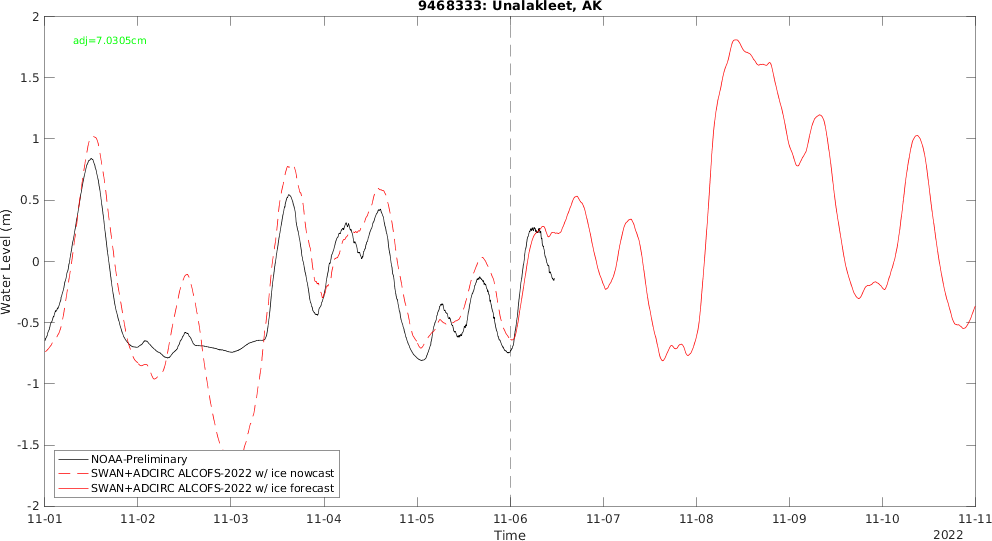 9468333: Unalakleet, AK
adj=7.0305cm
2
1.5
1
0.5
0
-0.5
-1
-1.5
-2
Water Level (m)
NOAA-Preliminary
SWAN+ADCIRC ALCOFS-2022 w/ ice nowcast
SWAN+ADCIRC ALCOFS-2022 w/ ice forecast
11-01 11-02 11-03 11-04 11-05 11-06 11-07 11-08 11-09 11-10 11-11
Time
2022